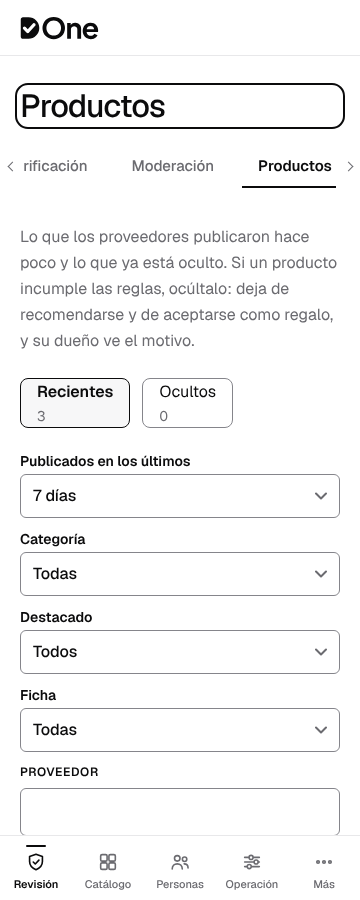 One
Productos
rificación Moderación Productos
Lo que los proveedores publicaron hace
poco y lo que ya está oculto. Si un producto
incumple las reglas, ocúltalo: deja de
recomendarse y de aceptarse como regalo,
y su dueño ve el motivo.
Recientes Ocultos
3 0
Publicados en los últimos
7 días
Categoría
Todas
Destacado
Todos
Ficha
Todas
PROVEEDOR
Revisión Catálogo Personas Operación Más